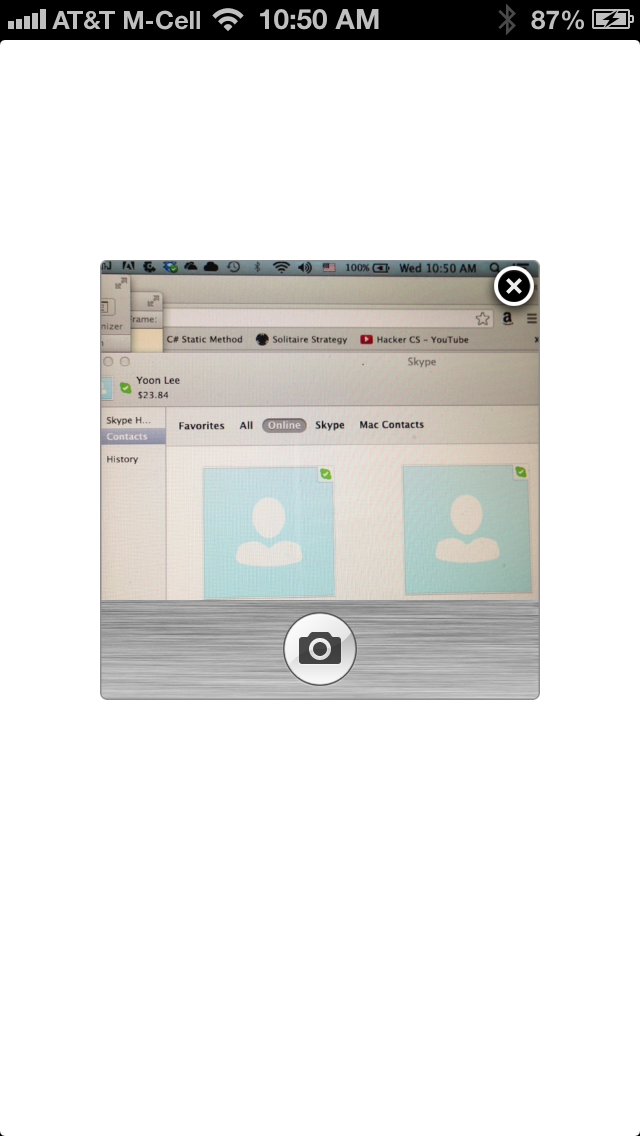 AT&T M-Cell 10:50 AM 87%
100% Wed 10:50 AM
nizer
rame:
C# Static Method Solitaire Strategy Hacker CS - YouTube
Skype
Yoon Lee
$23.84
Skype H...
Favorites All Online Skype Mac Contacts
Contacts
History